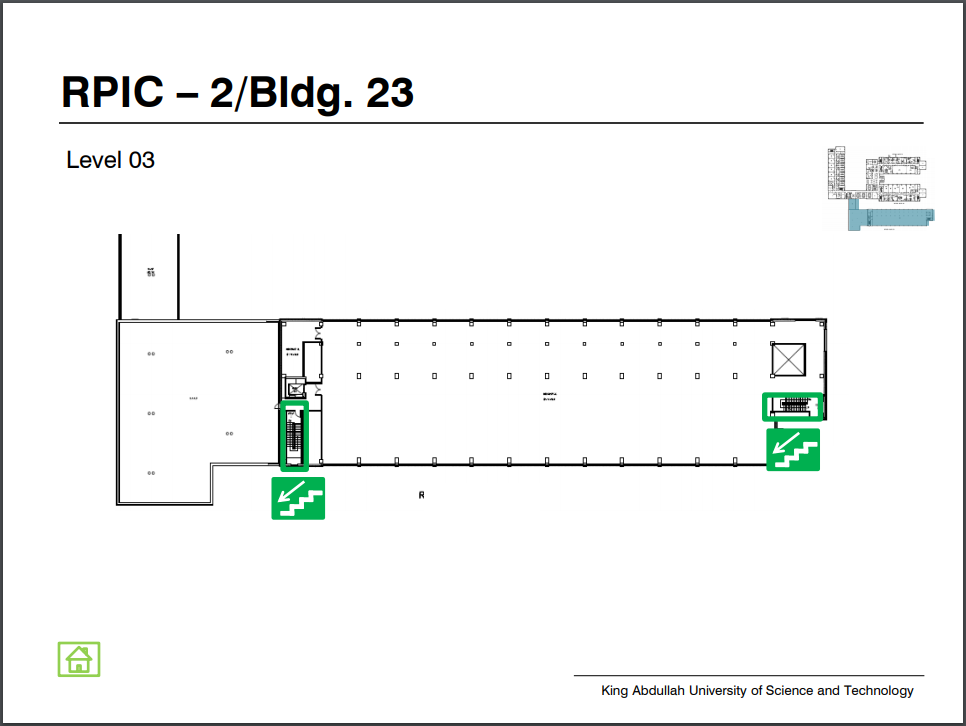 RPIC – 2/Bldg. 23
Level 03
R
King Abdullah University of Science and Technology